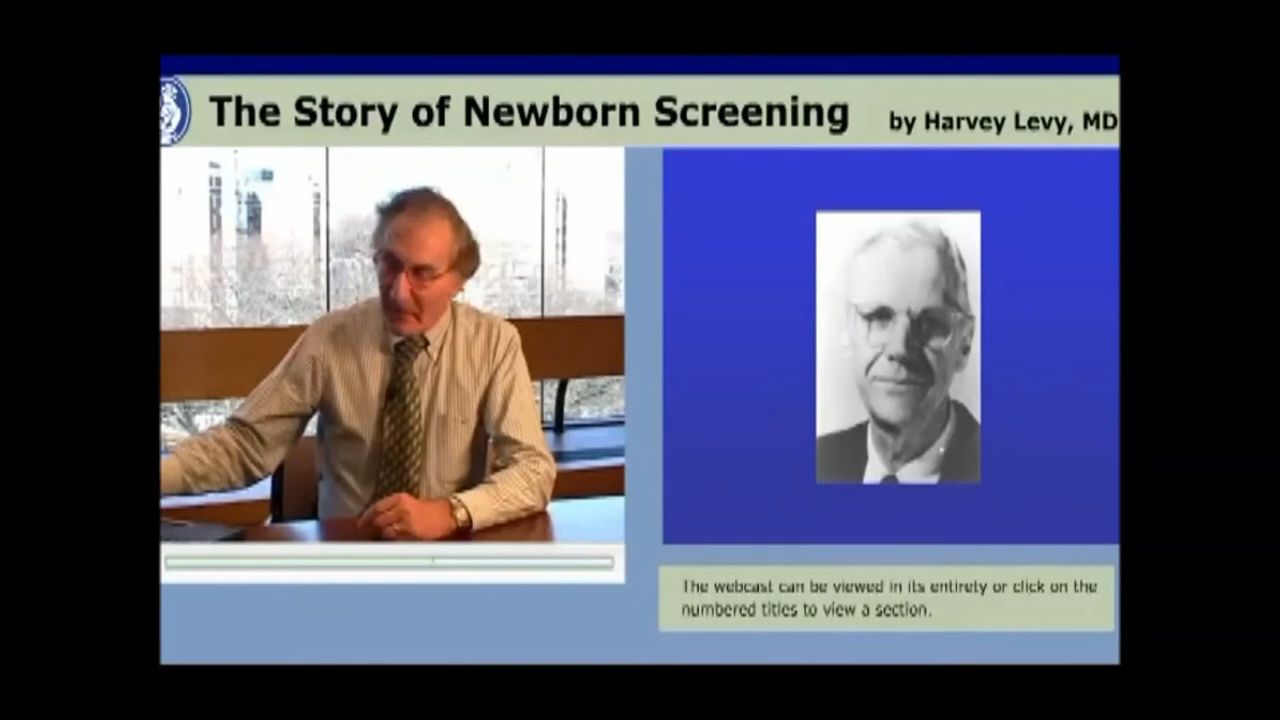 The Story of Newborn Screening by Harvey Levy, MD
The webcast can be viewed in its entirety or click on the
numbered titles to view a section.